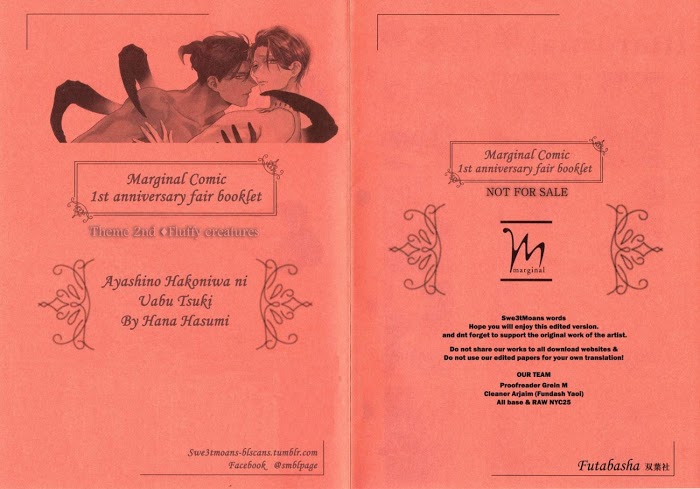 Marginal Comic
1st anniversary fair booklet
Theme 2nd ♦Fluffy creatures
Ayashino Hakoniwa ni
Uabu Tsuki
By Hana Hasumi
Swe3tmoans-blscans.tumblr.com
Facebook @smblpage
Marginal Comic
1st anniversary fair booklet
NOT FOR SALE
M
marginal
Swe3tMoans words
Hope you will enjoy this edited version.
and dnt forget to support the original work of the artist.
Do not share our works to all download websites &
Do not use our edited papers for your own translation!
OUR TEAM
Proofreader Grein M
Cleaner Arjaim (Fundash Yaoi)
All base & RAW NYC25
Futabasha 双葉社